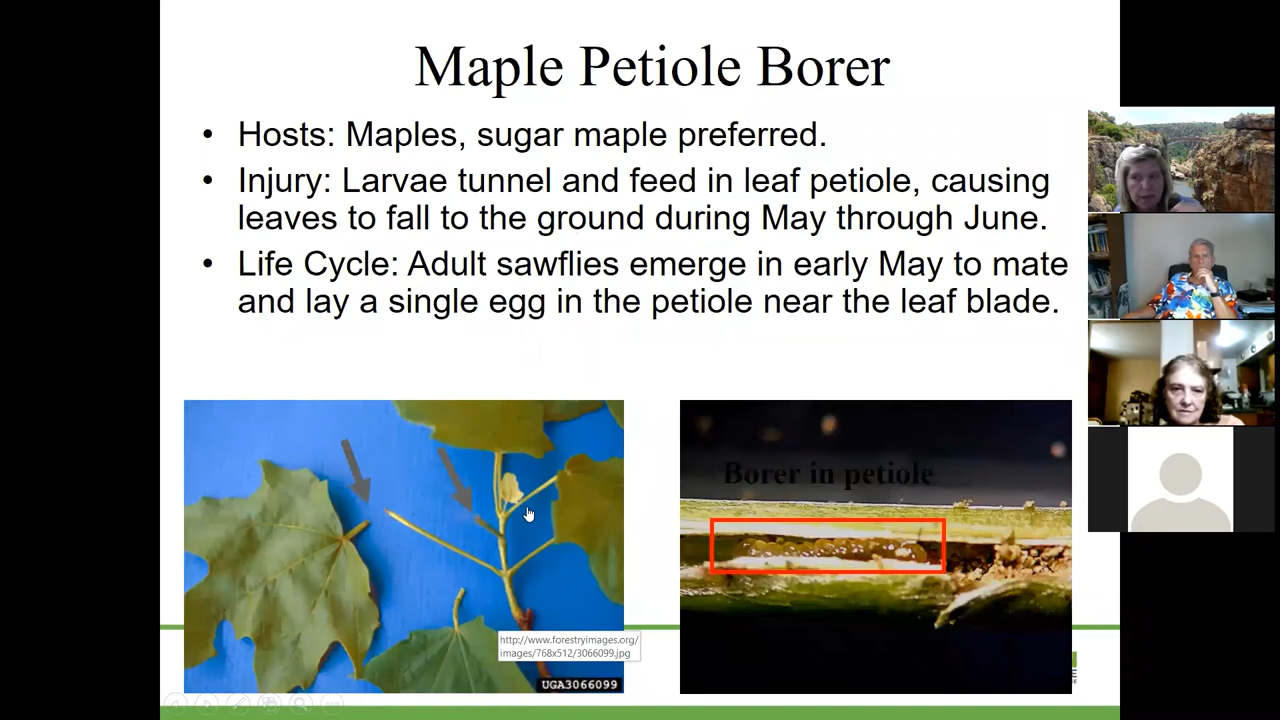 Maple Petiole Borer
• Hosts: Maples, sugar maple preferred.
• Injury: Larvae tunnel and feed in leaf petiole, causing
leaves to fall to the ground during May through June.
• Life Cycle: Adult sawflies emerge in early May to mate
and lay a single egg in the petiole near the leaf blade.
Borer in petiole
http://www.forestryimages.org/
images/768x512/3066099.jpg
UGA3066099